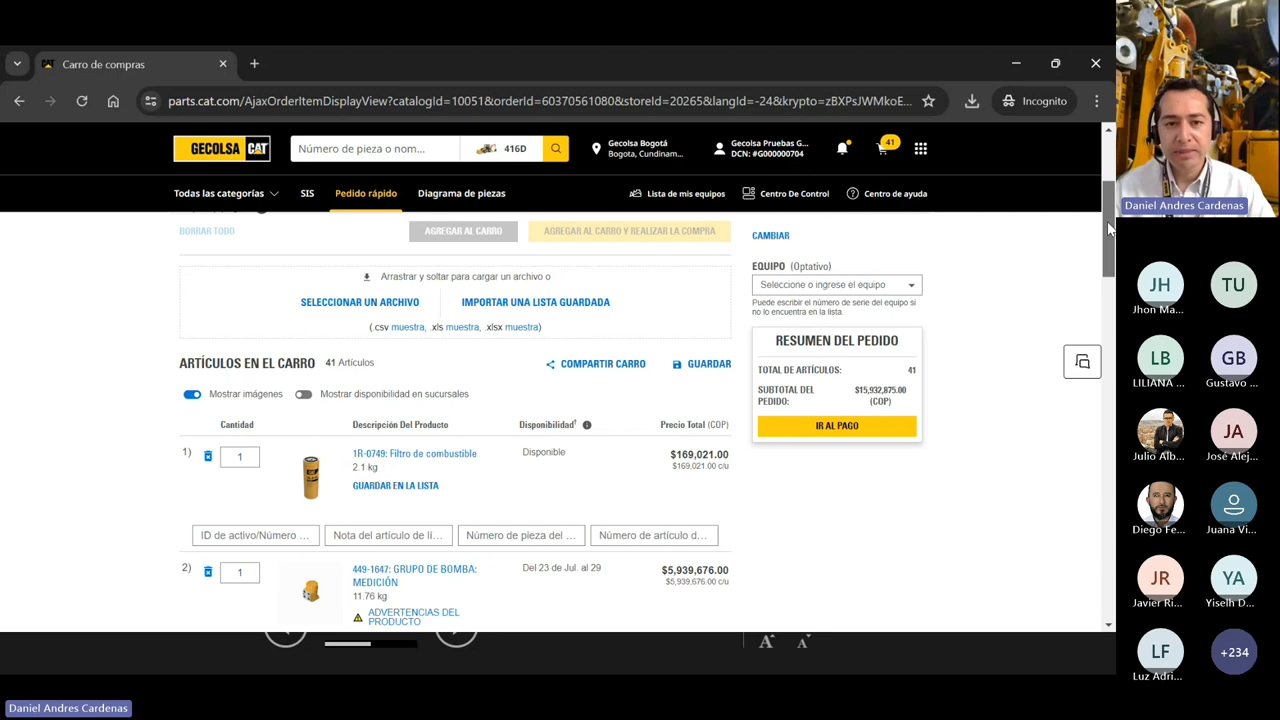 Carro de compras
parts.cat.com/AjaxOrderItemDisplayView?catalogId=10051&orderId=60370561080&storeId=20265&langId=-24&krypto=zBXPsJWMkoE...
Incognito
GECOLSA CAT
Número de pieza o nom...
416D
Gecolsa Bogotá
Bogota, Cundinam...
Gecolsa Pruebas G...
DCN: #G0000000704
41
Todas las categorías
SIS
Pedido rápido
Diagrama de piezas
Lista de mis equipos
Centro De Control
Centro de ayuda
BORRAR TODO
AGREGAR AL CARRO
AGREGAR AL CARRO Y REALIZAR LA COMPRA
CAMBIAR
Arrastrar y soltar para cargar un archivo o
SELECCIONAR UN ARCHIVO
IMPORTAR UNA LISTA GUARDADA
(.csv muestra, .xls muestra, .xlsx muestra)
EQUIPO (Optativo)
Seleccione o ingrese el equipo
Puede escribir el número de serie del equipo si
no lo encuentra en la lista.
RESUMEN DEL PEDIDO
TOTAL DE ARTÍCULOS:
41
SUBTOTAL DEL
PEDIDO:
$15,932,875.00
(COP)
IR AL PAGO
ARTÍCULOS EN EL CARRO
41 Artículos
COMPARTIR CARRO
GUARDAR
Mostrar imágenes
Mostrar disponibilidad en sucursales
Cantidad
Descripción Del Producto
Disponibilidad†
Precio Total (COP)
1)
1
1R-0749: Filtro de combustible
2.1 kg
GUARDAR EN LA LISTA
Disponible
$169,021.00
$169,021.00 c/u
ID de activo/Número ...
Nota del artículo de lí...
Número de pieza del ...
Número de artículo d...
2)
1
449-1647: GRUPO DE BOMBA:
MEDICIÓN
11.76 kg
ADVERTENCIAS DEL
PRODUCTO
Del 23 de Jul. al 29
$5,939,676.00
$5,939,676.00 c/u
A
A
Daniel Andres Cardenas
Daniel Andres Cardenas
JH
Jhon Ma...
TU
LB
LILIANA ...
GB
Gustavo ...
Julio Alb...
JA
José Alej...
Diego Fe...
Juana Vi...
JR
Javier Ri...
YA
Yiselh D...
LF
Luz Adri...
+234